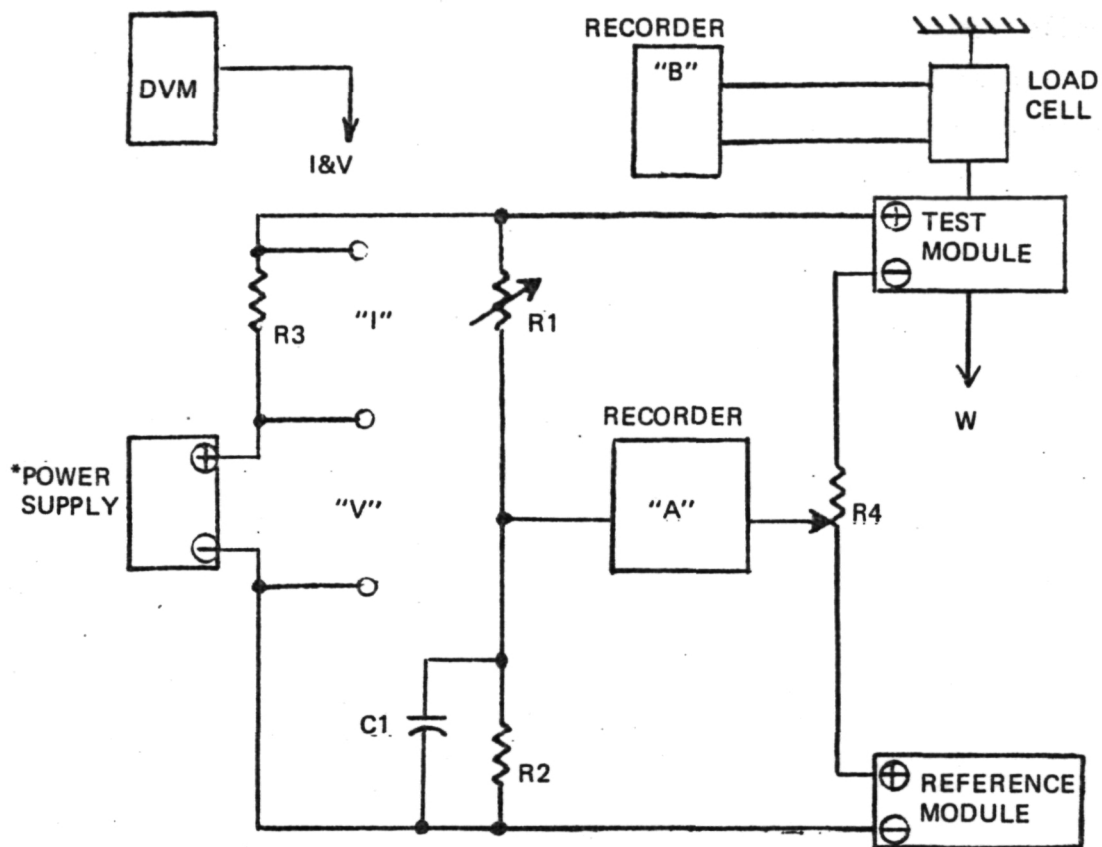 RECORDER
"B"
DVM
LOAD
CELL
I&V
⊕ TEST
MODULE
⊖
"I"
R3
R1
W
RECORDER
*POWER
SUPPLY
⊕
"V"
"A"
R4
⊖
C1
R2
⊕ REFERENCE
MODULE
⊖